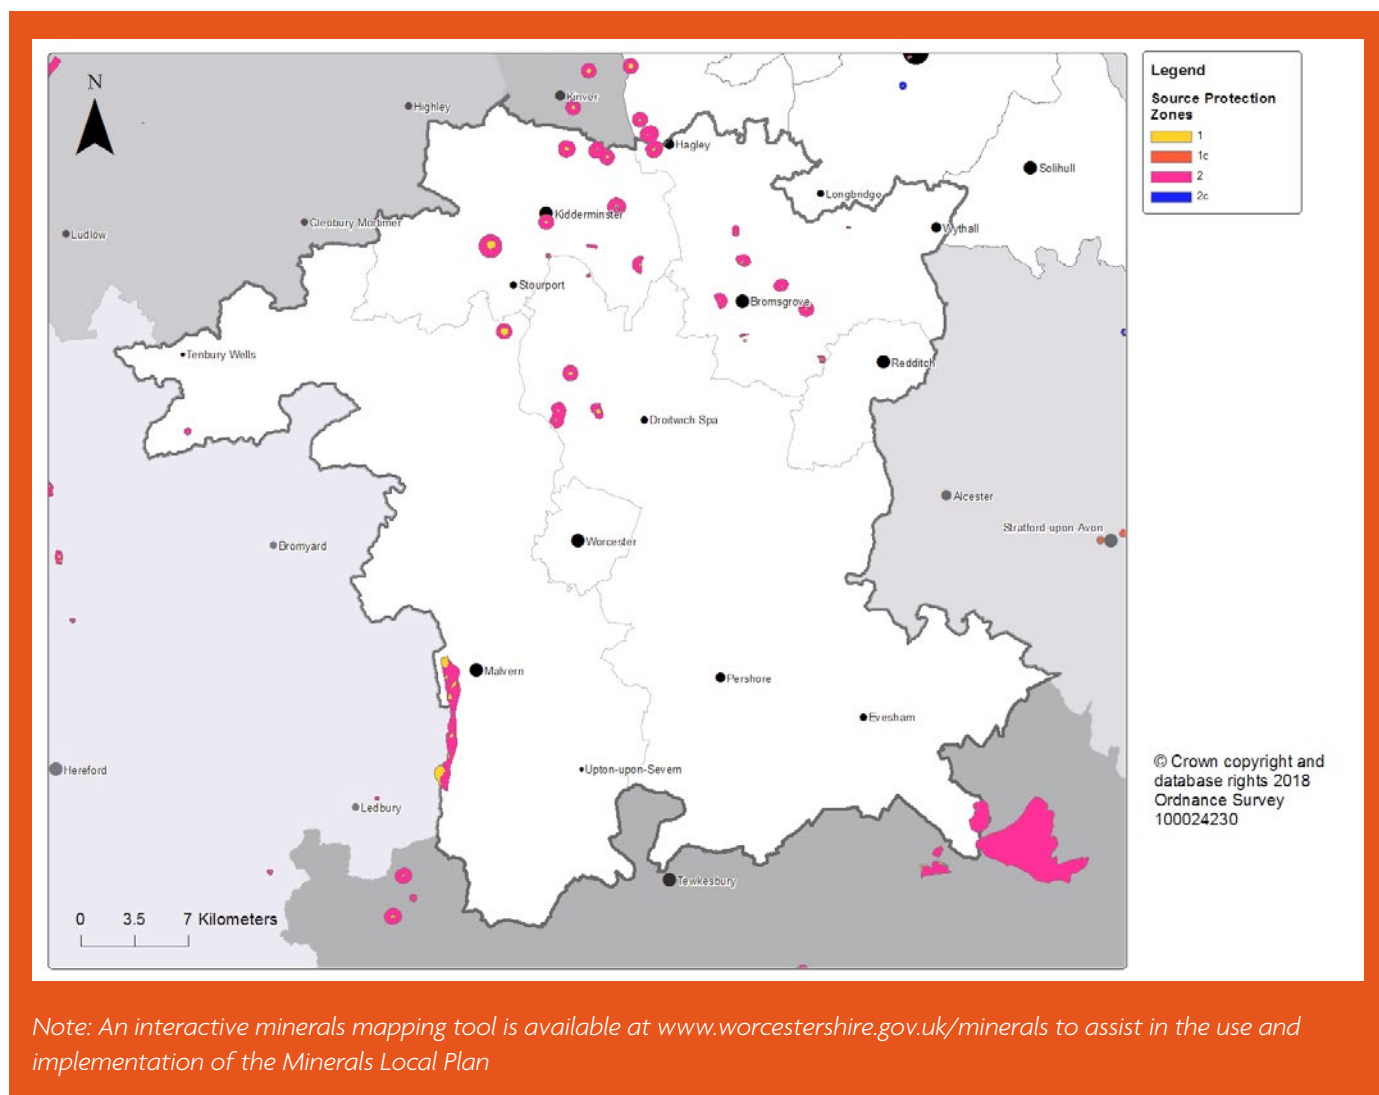 N
Highley
Kinver
Hagley
Solihull
Longbridge
Cleobury Mortimer
Kidderminster
Ludlow
Wythall
Stourport
Bromsgrove
Tenbury Wells
Redditch
Droitwich Spa
Alcester
Stratford-upon-Avon
Bromyard
Worcester
Malvern
Pershore
Evesham
Hereford
Upton-upon-Severn
Ledbury
Tewkesbury
0 3.5 7 Kilometers
Legend
Source Protection
Zones
1
1c
2
2c
© Crown copyright and
database rights 2018
Ordnance Survey
100024230
Note: An interactive minerals mapping tool is available at www.worcestershire.gov.uk/minerals to assist in the use and
implementation of the Minerals Local Plan